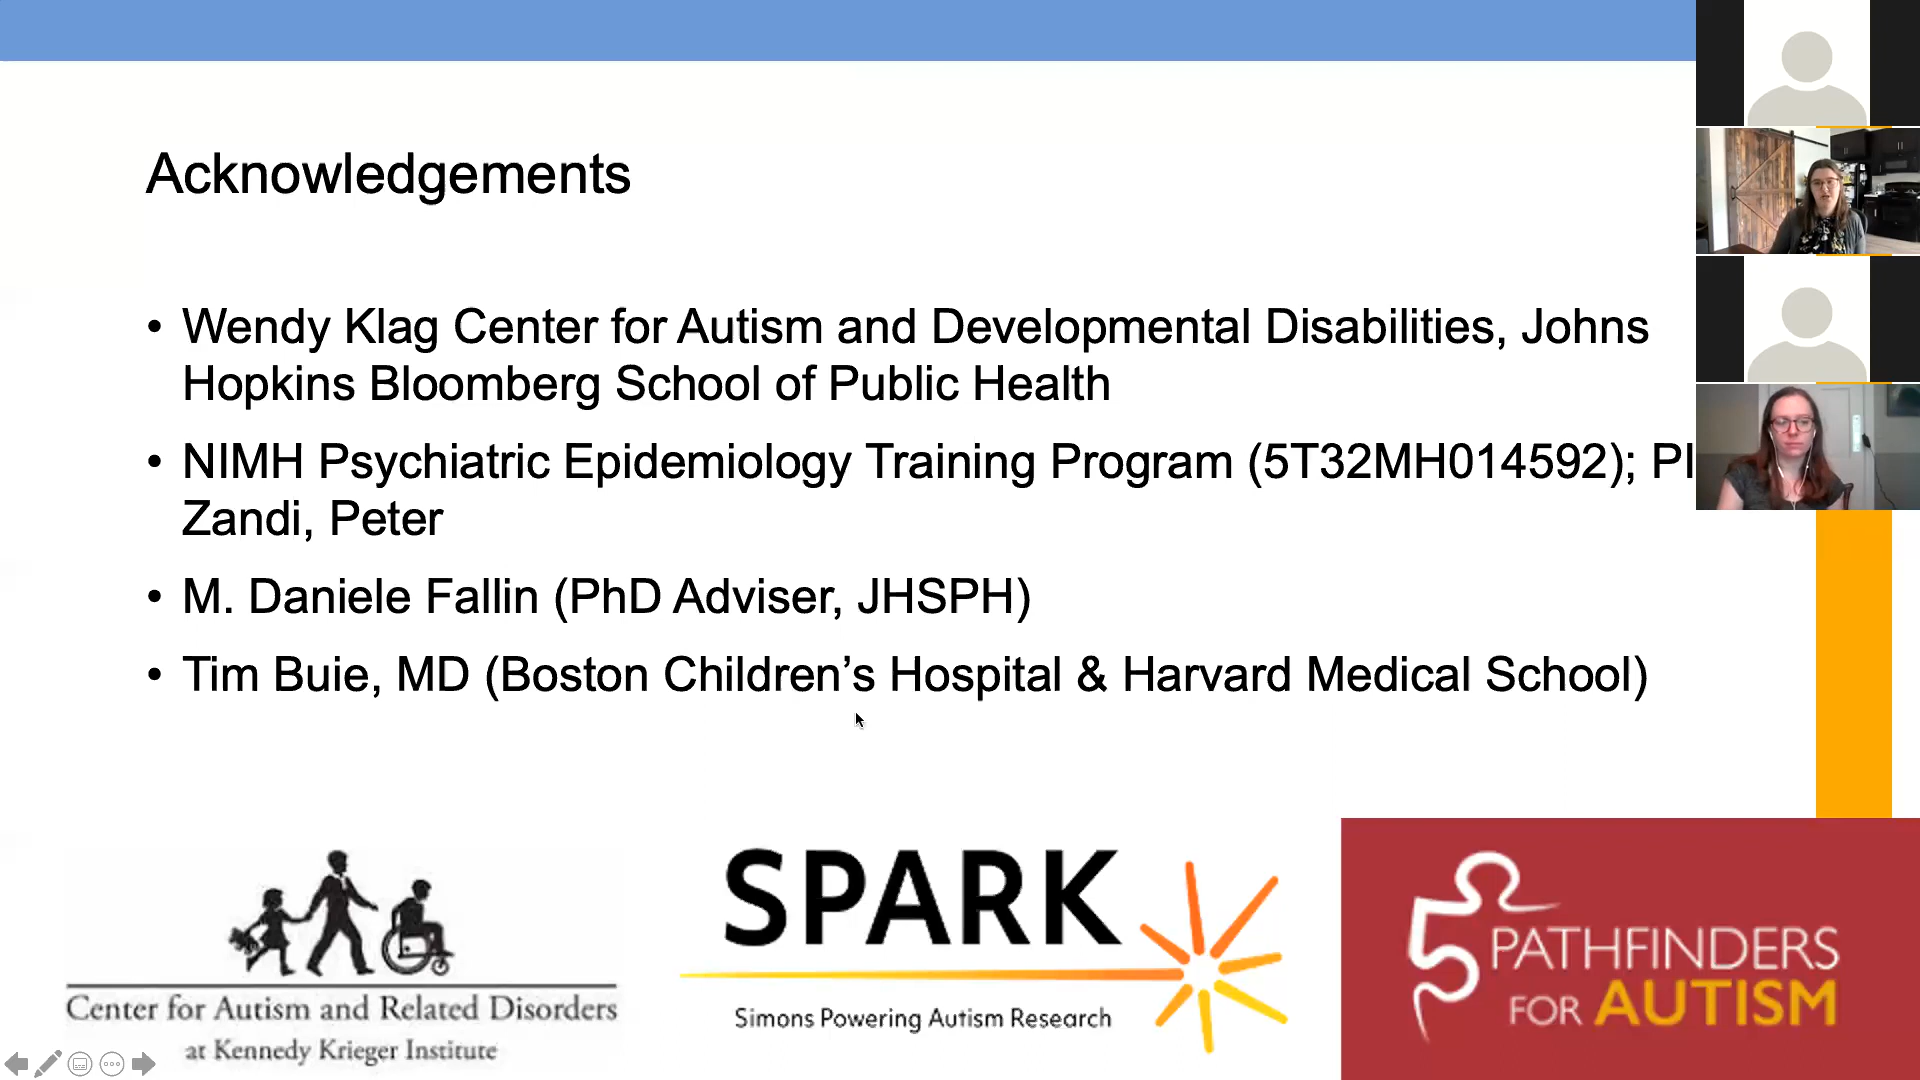 Acknowledgements
• Wendy Klag Center for Autism and Developmental Disabilities, Johns
Hopkins Bloomberg School of Public Health
• NIMH Psychiatric Epidemiology Training Program (5T32MH014592); PI
Zandi, Peter
• M. Daniele Fallin (PhD Adviser, JHSPH)
• Tim Buie, MD (Boston Children’s Hospital & Harvard Medical School)
Center for Autism and Related Disorders
at Kennedy Krieger Institute
SPARK
Simons Powering Autism Research
PATHFINDERS
FOR AUTISM